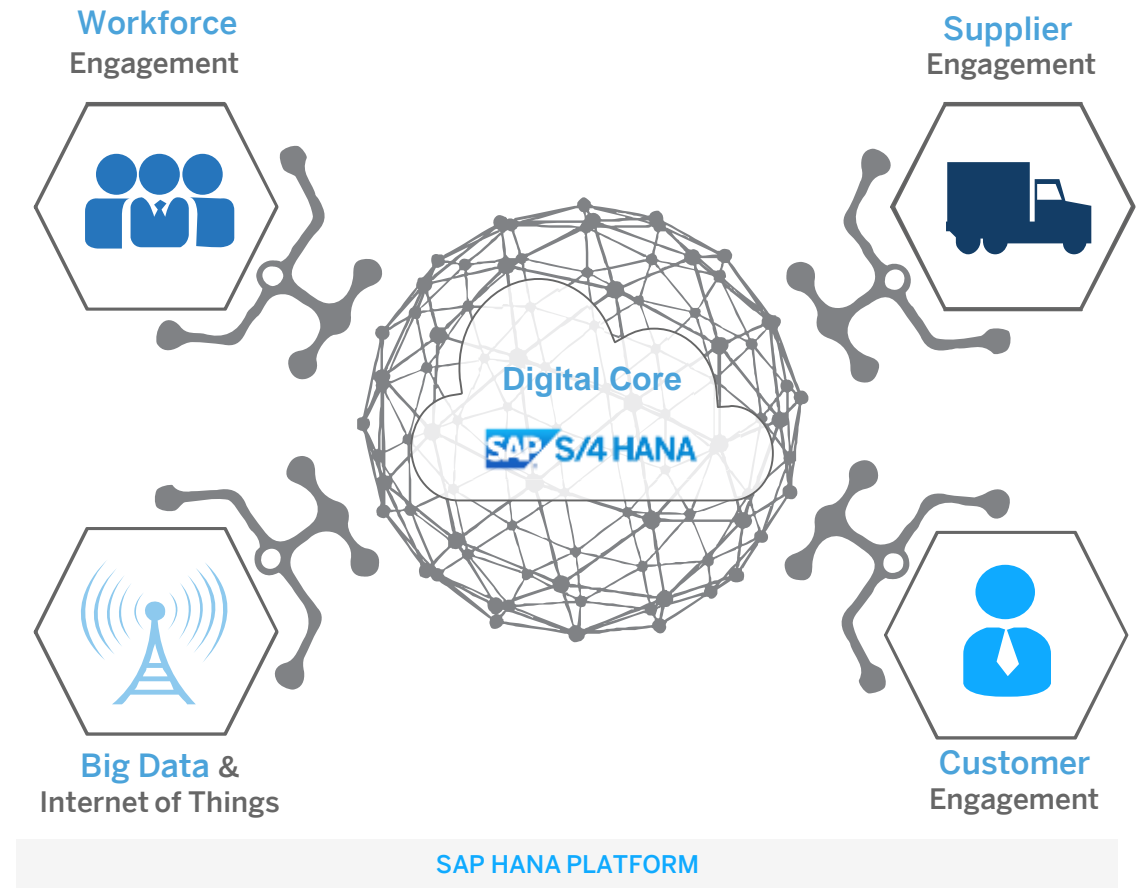 Workforce
Engagement
Supplier
Engagement
Digital Core
SAP S/4 HANA
Big Data &
Internet of Things
Customer
Engagement
SAP HANA PLATFORM